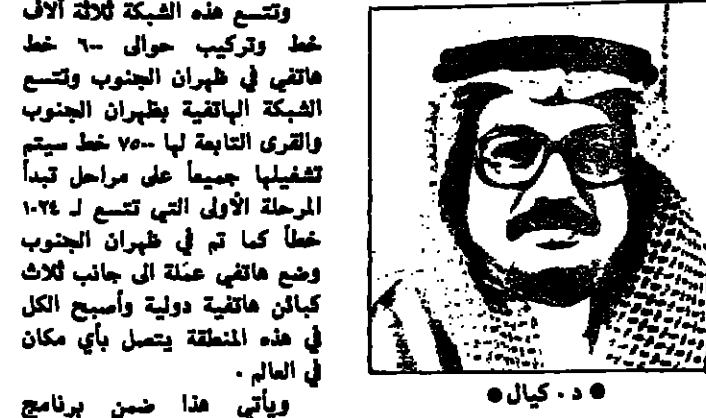 وتتسع هذه الشبكة ثلاثة آلاف
خط وتركيب حوالى ٦٠٠ خط
هاتفي في ظهران الجنوب وتتسع
الشبكة الهاتفية بظهران الجنوب
والقرى التابعة لها ٧٥٠٠ خط سيتم
تشغيلها جميعاً على مراحل تبدأ
المرحلة الأولى التي تتسع لـ ١٠٢٤
خطاً كما تم في ظهران الجنوب
وضع هاتفي عملة الى جانب ثلاث
كبائن هاتفية دولية وأصبح الكل
في هذه المنطقة يتصل بأي مكان
في العالم .
ويأتي هذا ضمن برنامج
● د . كيال ●